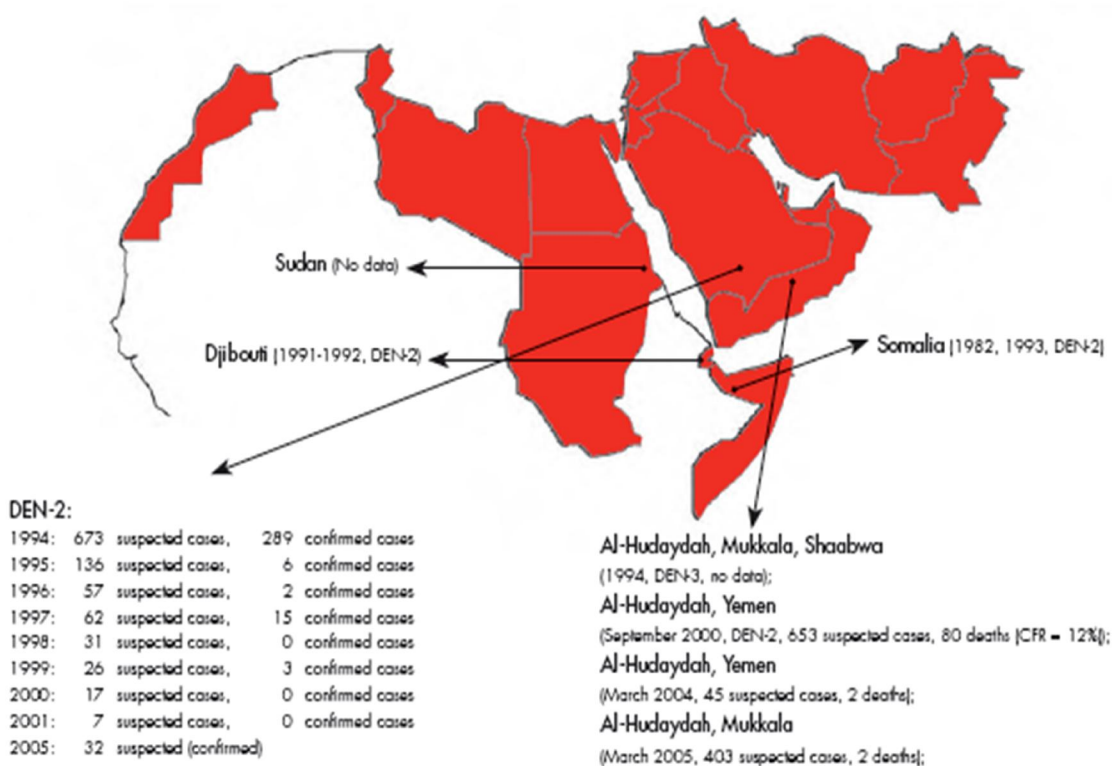 Sudan (No data)
Djibouti (1991-1992, DEN-2)
Somalia (1982, 1993, DEN-2)
DEN-2:
1994: 673 suspected cases, 289 confirmed cases
1995: 136 suspected cases, 6 confirmed cases
1996: 57 suspected cases, 2 confirmed cases
1997: 62 suspected cases, 15 confirmed cases
1998: 31 suspected cases, 0 confirmed cases
1999: 26 suspected cases, 3 confirmed cases
2000: 17 suspected cases, 0 confirmed cases
2001: 7 suspected cases, 0 confirmed cases
2005: 32 suspected (confirmed)
Al-Hudaydah, Mukkala, Shaabwa
(1994, DEN-3, no data);
Al-Hudaydah, Yemen
(September 2000, DEN-2, 653 suspected cases, 80 deaths (CFR = 12%);
Al-Hudaydah, Yemen
(March 2004, 45 suspected cases, 2 deaths);
Al-Hudaydah, Mukkala
(March 2005, 403 suspected cases, 2 deaths);